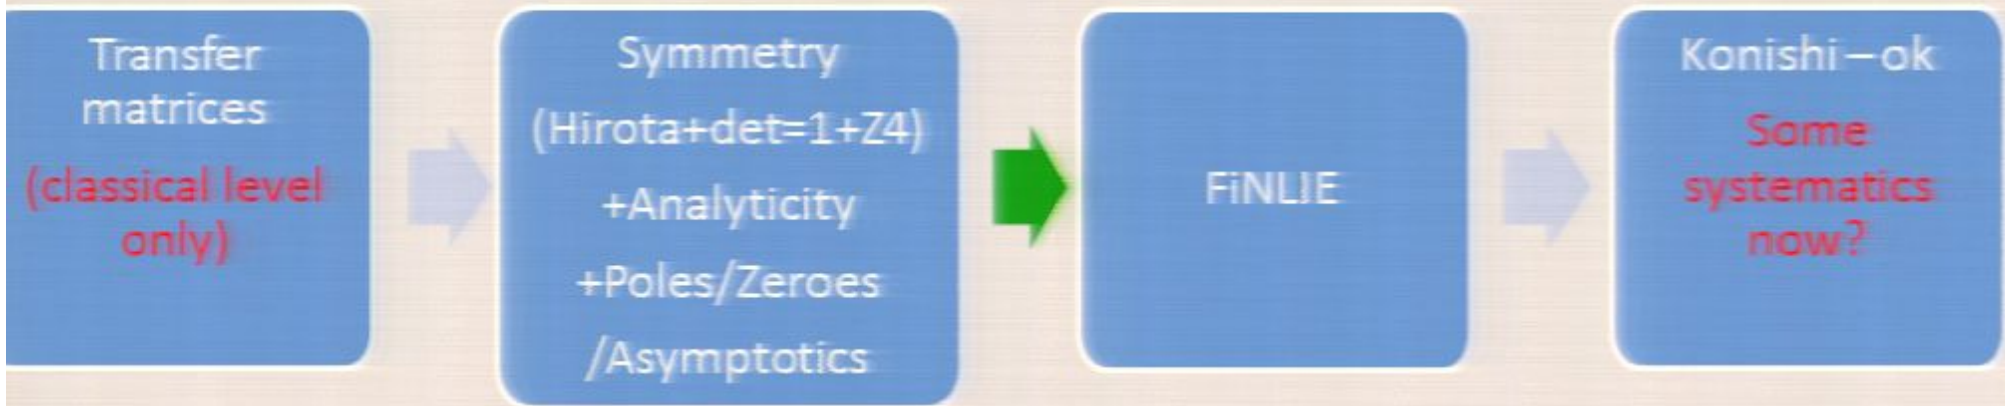 Transfer
matrices
(classical level
only)
Symmetry
(Hirota+det=1+Z4)
+Analyticity
+Poles/Zeroes
/Asymptotics
FiNLIE
Konishi – ok
Some
systematics
now?